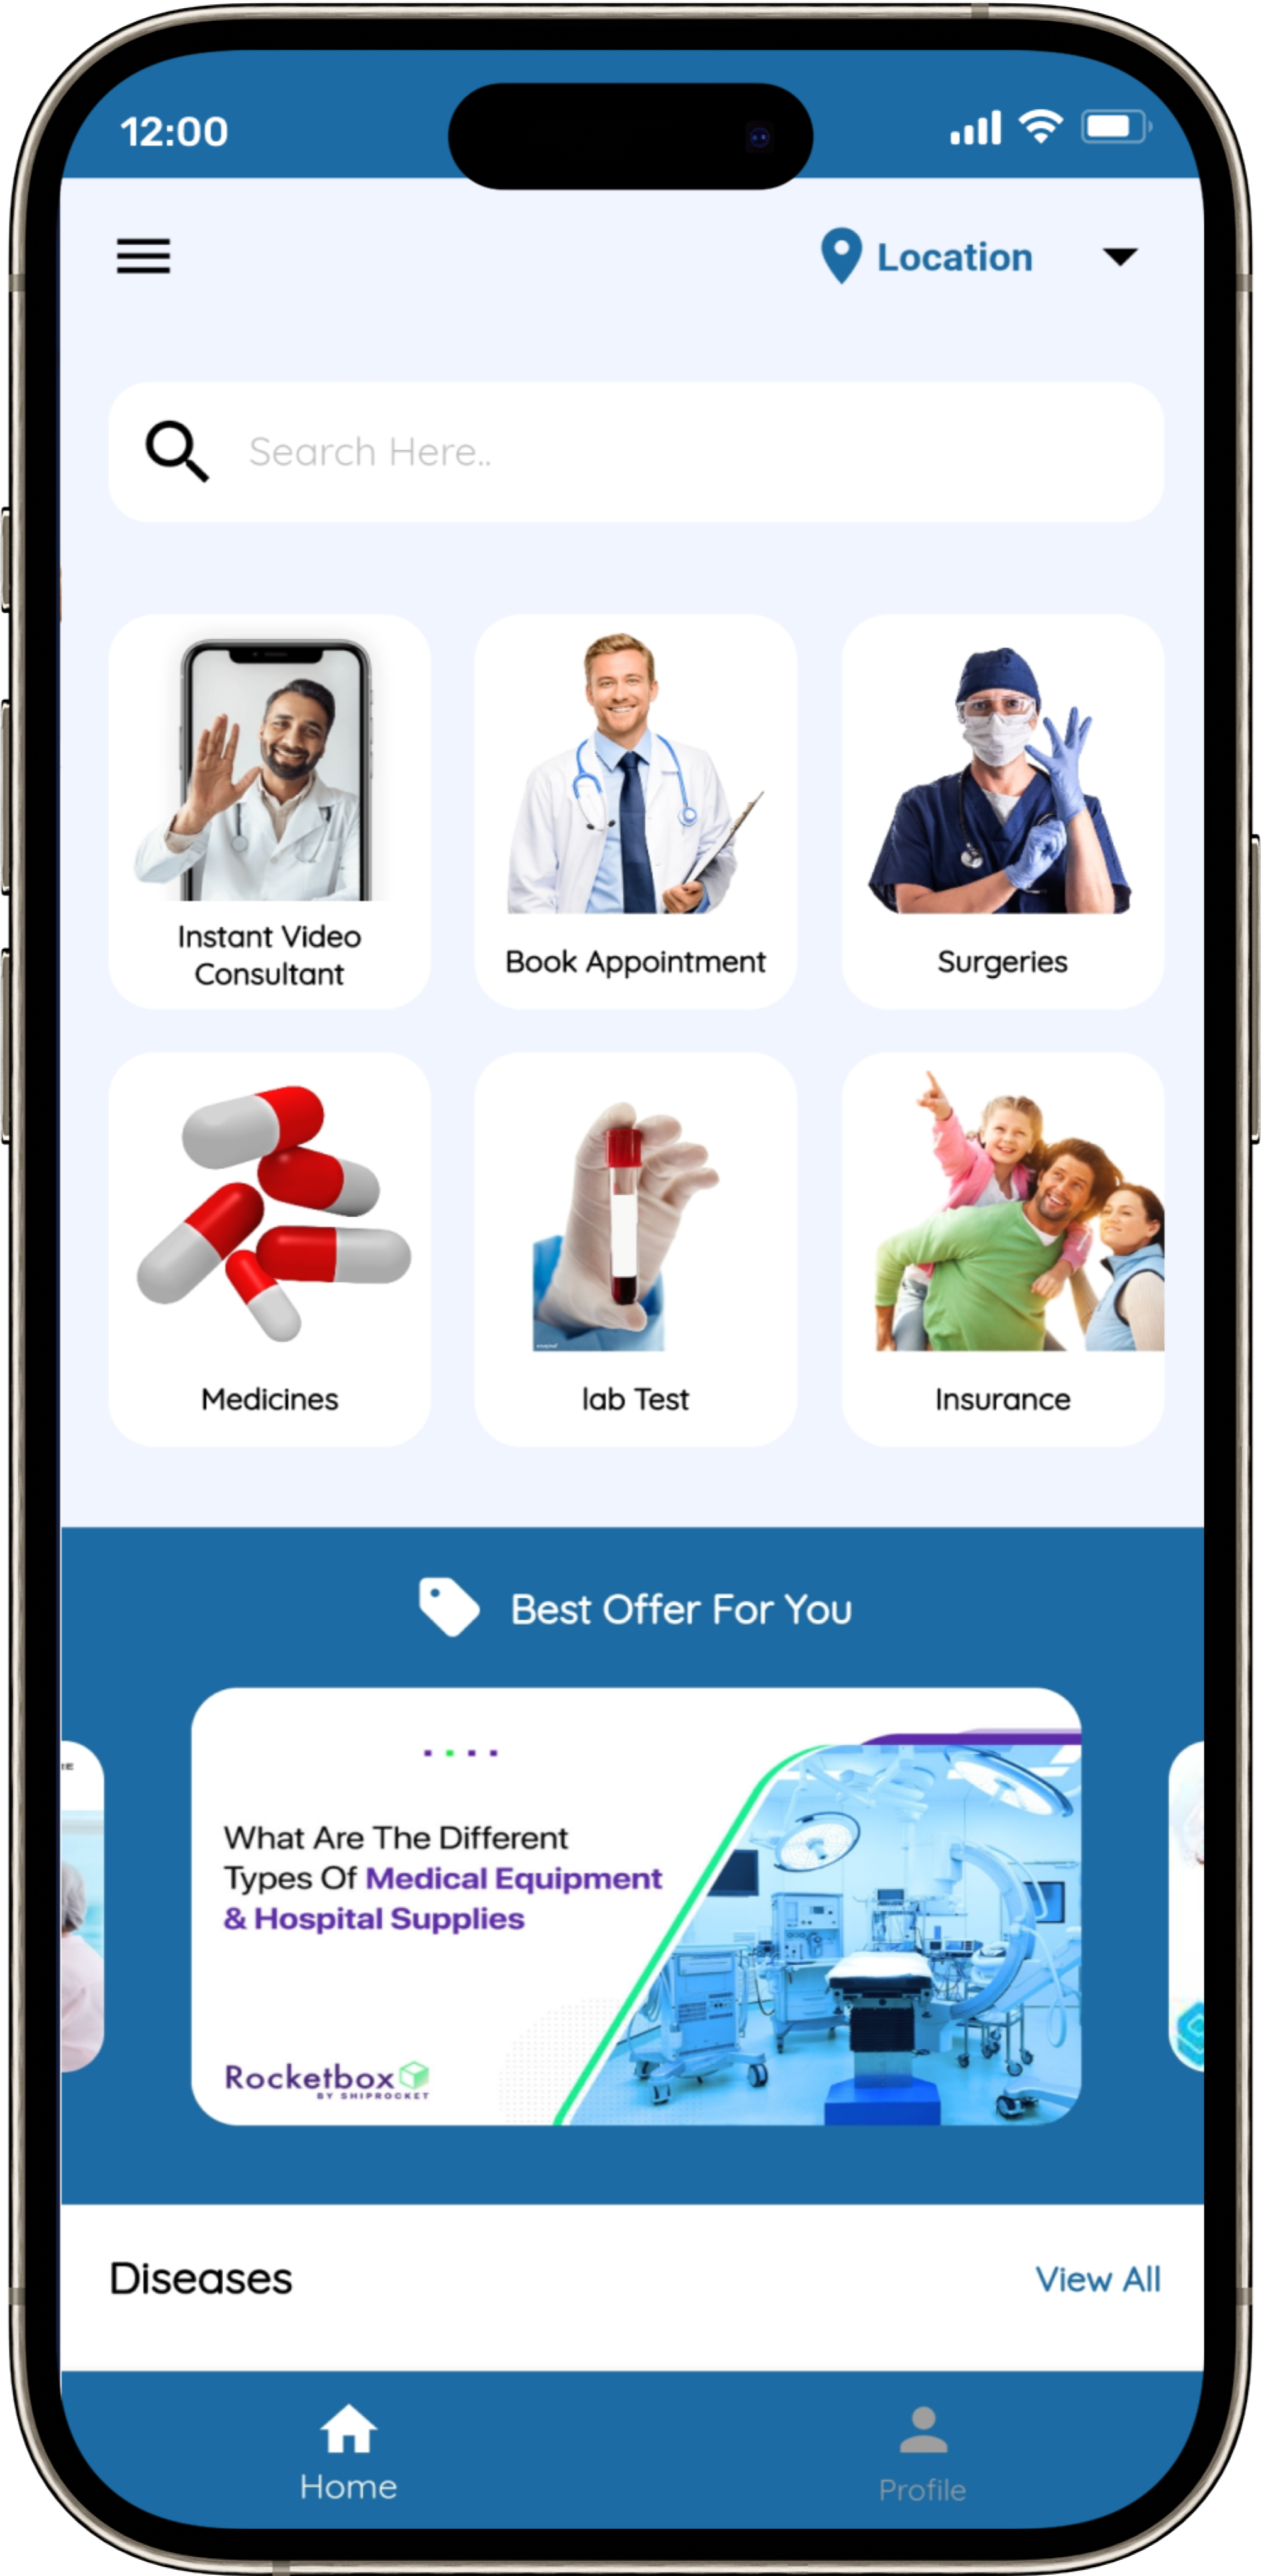 12:00
Location
Search Here..
Instant Video
Consultant
Book Appointment
Surgeries
Medicines
lab Test
Insurance
Best Offer For You
What Are The Different
Types Of Medical Equipment
& Hospital Supplies
Rocketbox
BY SHIPROCKET
Diseases
View All
Home
Profile